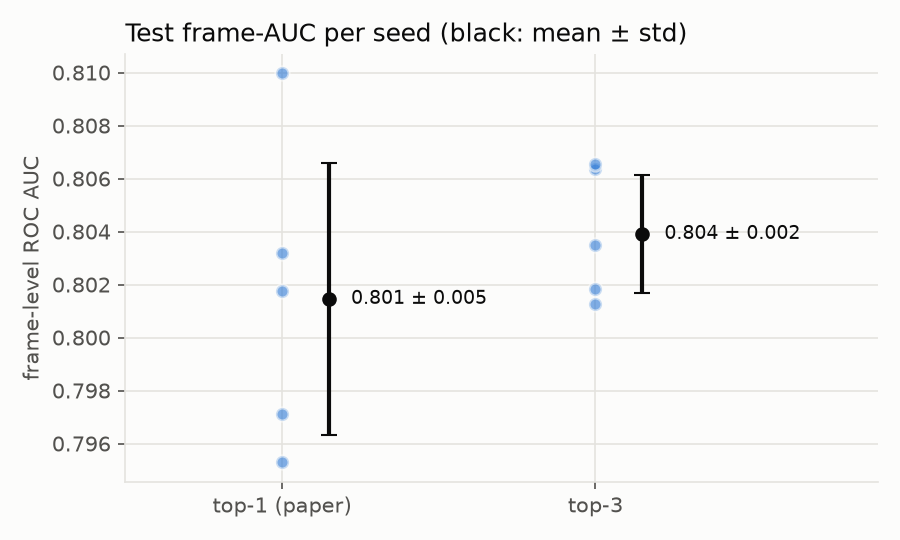 Test frame-AUC per seed (black: mean ± std)
frame-level ROC AUC
0.810
0.808
0.806
0.804
0.802
0.800
0.798
0.796
0.801 ± 0.005
0.804 ± 0.002
top-1 (paper)
top-3